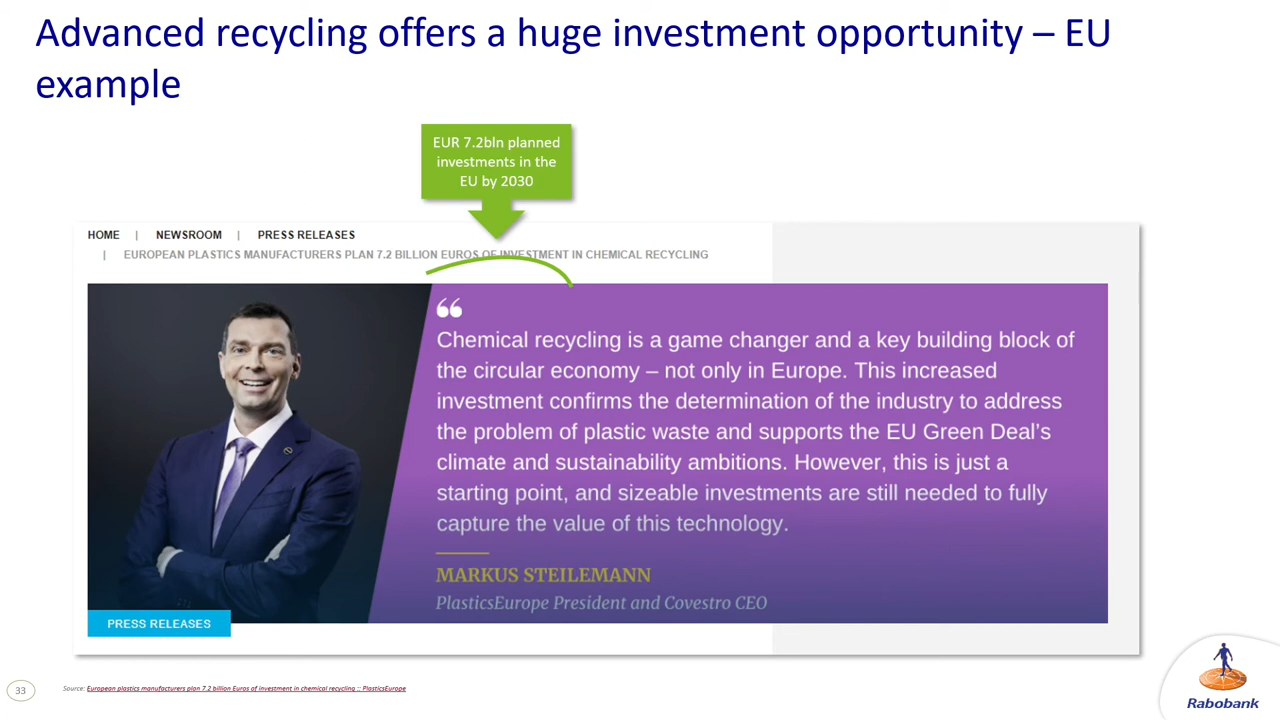 Advanced recycling offers a huge investment opportunity – EU
example
EUR 7.2bln planned
investments in the
EU by 2030
HOME | NEWSROOM | PRESS RELEASES
| EUROPEAN PLASTICS MANUFACTURERS PLAN 7.2 BILLION EUROS OF INVESTMENT IN CHEMICAL RECYCLING
“
Chemical recycling is a game changer and a key building block of
the circular economy – not only in Europe. This increased
investment confirms the determination of the industry to address
the problem of plastic waste and supports the EU Green Deal’s
climate and sustainability ambitions. However, this is just a
starting point, and sizeable investments are still needed to fully
capture the value of this technology.
MARKUS STEILEMANN
PlasticsEurope President and Covestro CEO
PRESS RELEASES
33
Source: European plastics manufacturers plan 7.2 billion Euros of investment in chemical recycling :: PlasticsEurope
Rabobank